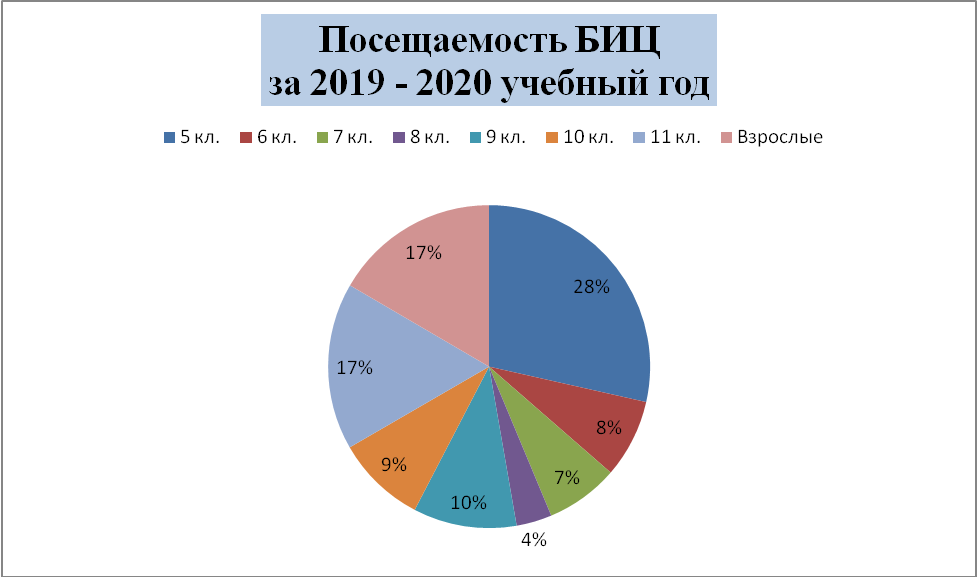 Посещаемость БИЦ
за 2019 - 2020 учебный год
5 кл. 6 кл. 7 кл. 8 кл. 9 кл. 10 кл. 11 кл. Взрослые
17%
28%
17%
8%
9%
7%
10%
4%